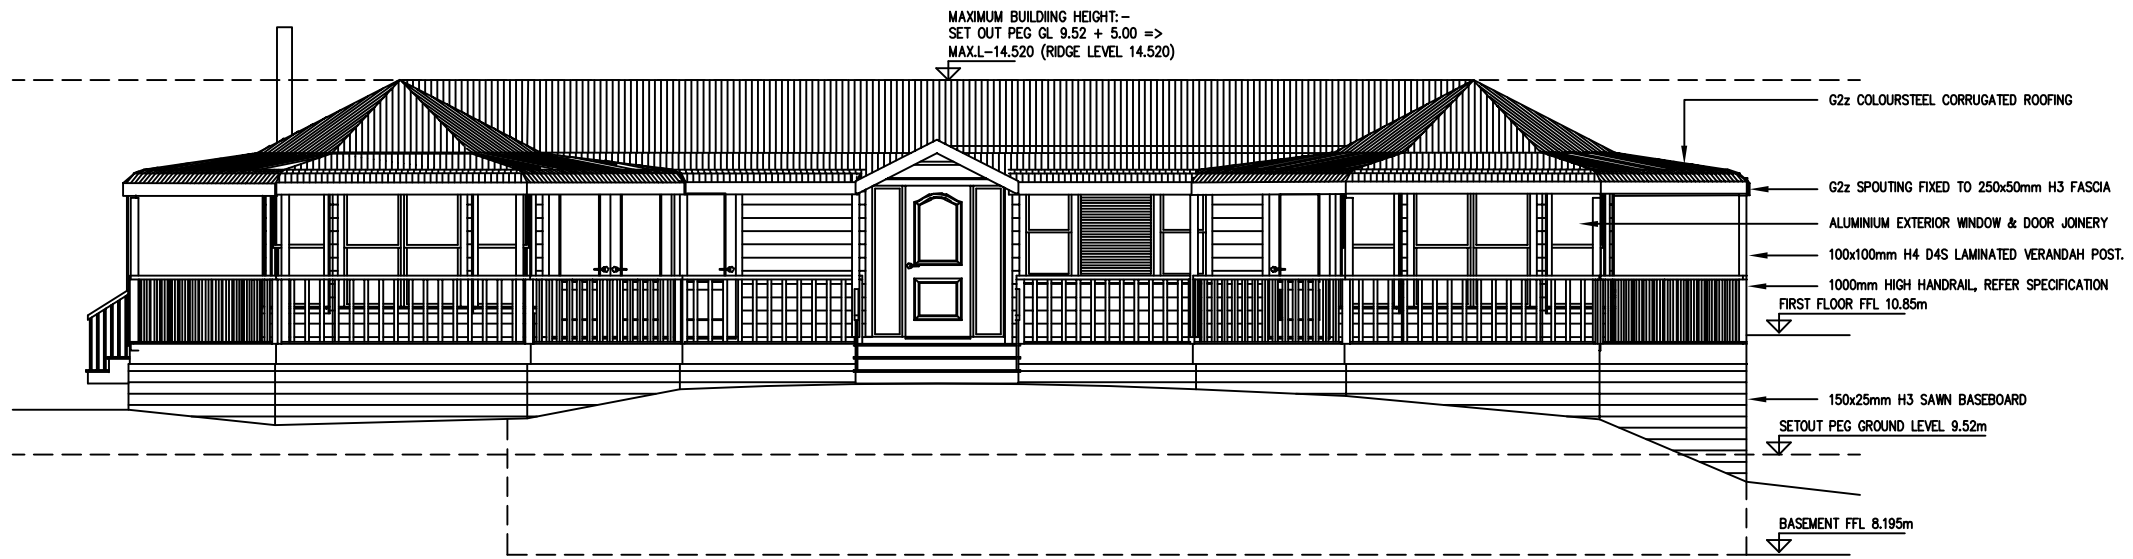 MAXIMUM BUILDIING HEIGHT:-
SET OUT PEG GL 9.52 + 5.00 =>
MAX.L-14.520 (RIDGE LEVEL 14.520)
G2z COLOURSTEEL CORRUGATED ROOFING
G2z SPOUTING FIXED TO 250x50mm H3 FASCIA
ALUMINIUM EXTERIOR WINDOW & DOOR JOINERY
100x100mm H4 D4S LAMINATED VERANDAH POST.
1000mm HIGH HANDRAIL, REFER SPECIFICATION
FIRST FLOOR FFL 10.85m
150x25mm H3 SAWN BASEBOARD
SETOUT PEG GROUND LEVEL 9.52m
BASEMENT FFL 8.195m